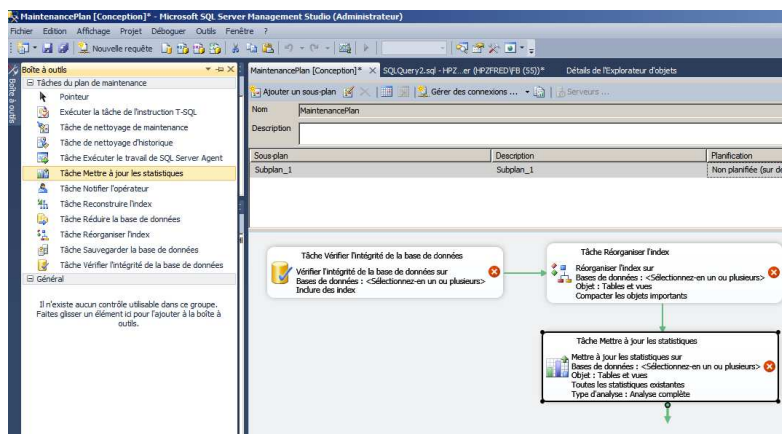 MaintenancePlan [Conception]* - Microsoft SQL Server Management Studio (Administrateur)
Fichier Edition Affichage Projet Déboguer Outils Fenêtre ?
Nouvelle requête
Boîte à outils
Boîte à outils
Tâches du plan de maintenance
Pointeur
Exécuter la tâche de l'instruction T-SQL
Tâche de nettoyage de maintenance
Tâche de nettoyage d'historique
Tâche Exécuter le travail de SQL Server Agent
Tâche Mettre à jour les statistiques
Tâche Notifier l'opérateur
Tâche Reconstruire l'index
Tâche Réduire la base de données
Tâche Réorganiser l'index
Tâche Sauvegarder la base de données
Tâche Vérifier l'intégrité de la base de données
Général
Il n'existe aucun contrôle utilisable dans ce groupe.
Faites glisser un élément ici pour l'ajouter à la boîte à
outils.
MaintenancePlan [Conception]* SQLQuery2.sql - HPZ...er (HPZFRED\FB (55))* Détails de l'Explorateur d'objets
Ajouter un sous-plan Gérer des connexions ... Serveurs ...
Nom MaintenancePlan
Description
Sous-plan Description Planification
Subplan_1 Subplan_1 Non planifiée (sur de
Tâche Vérifier l'intégrité de la base de données
Vérifier l'intégrité de la base de données sur
Bases de données : <Sélectionnez-en un ou plusieurs>
Inclure des index
Tâche Réorganiser l'index
Réorganiser l'index sur
Bases de données : <Sélectionnez-en un ou plusieurs>
Objet : Tables et vues
Compacter les objets importants
Tâche Mettre à jour les statistiques
Mettre à jour les statistiques sur
Bases de données : <Sélectionnez-en un ou plusieurs>
Objet : Tables et vues
Toutes les statistiques existantes
Type d'analyse : Analyse complète